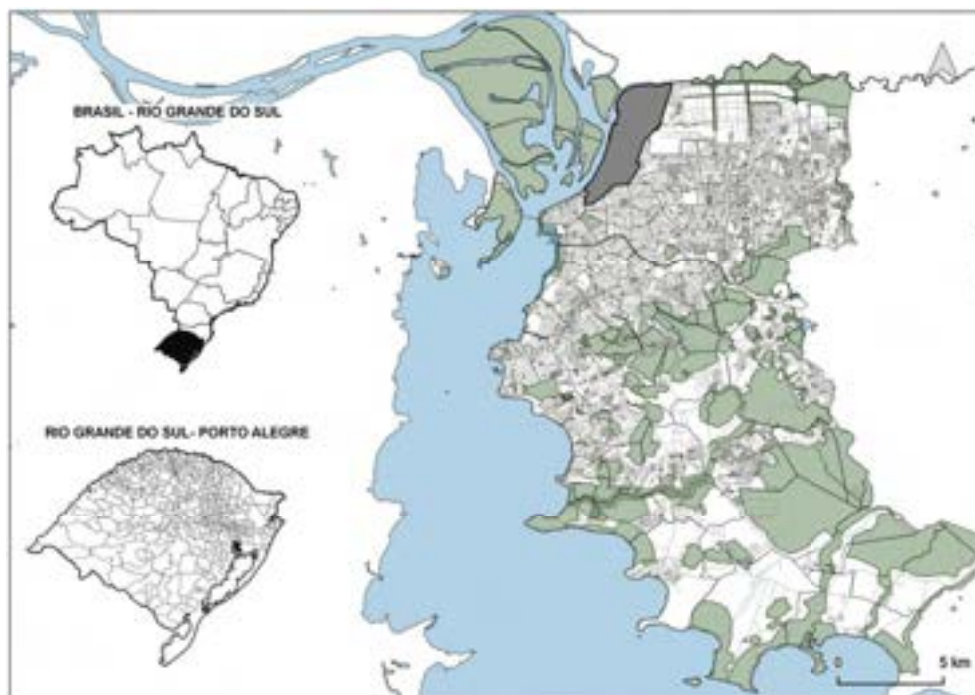 BRASIL - RIO GRANDE DO SUL
RIO GRANDE DO SUL- PORTO ALEGRE
0 5 km